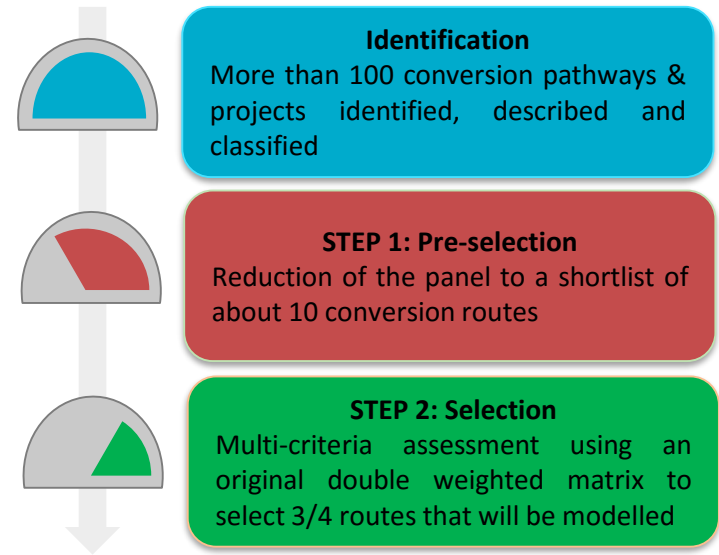 Identification
More than 100 conversion pathways &
projects identified, described and
classified
STEP 1: Pre-selection
Reduction of the panel to a shortlist of
about 10 conversion routes
STEP 2: Selection
Multi-criteria assessment using an
original double weighted matrix to
select 3/4 routes that will be modelled